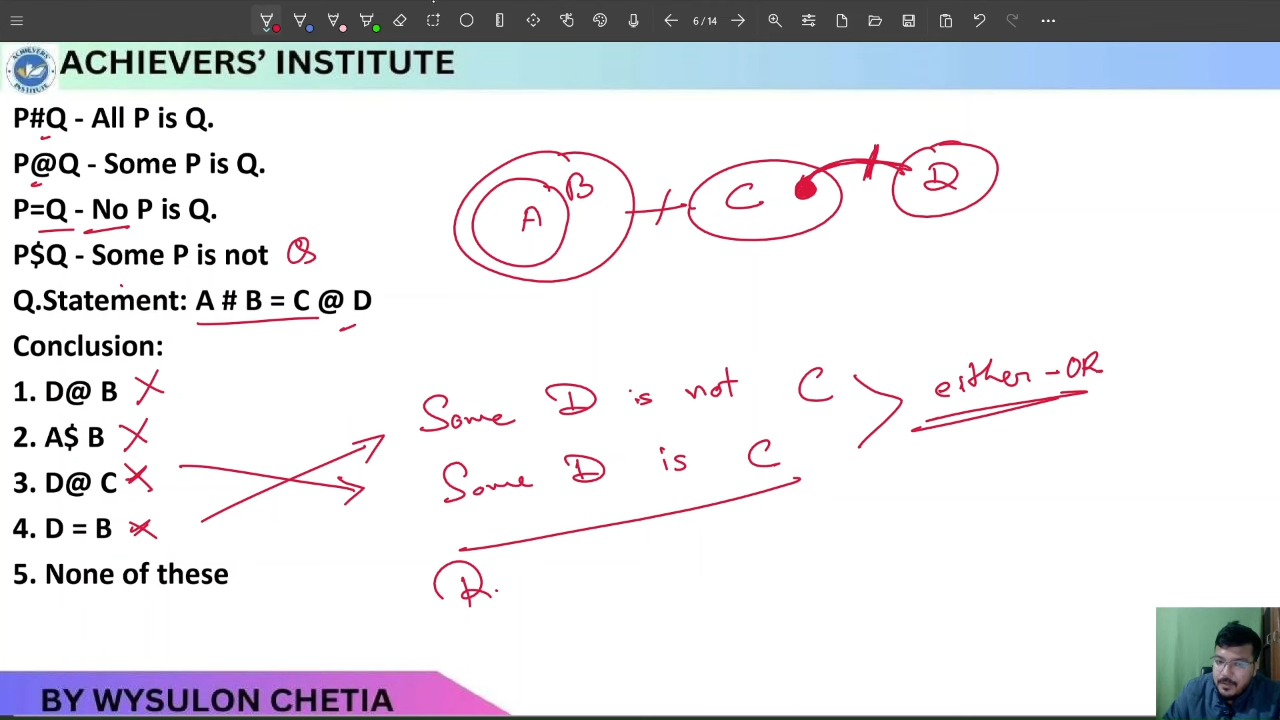 6/14
ACHIEVERS' INSTITUTE
P#Q - All P is Q.
P@Q - Some P is Q.
P=Q - No P is Q.
P$Q - Some P is not Q
Q.Statement: A # B = C @ D
Conclusion:
1. D@ B
2. A$ B
3. D@ C
4. D = B
5. None of these
A B C D
Some D is not C
Some D is C
either - OR
BY WYSULON CHETIA